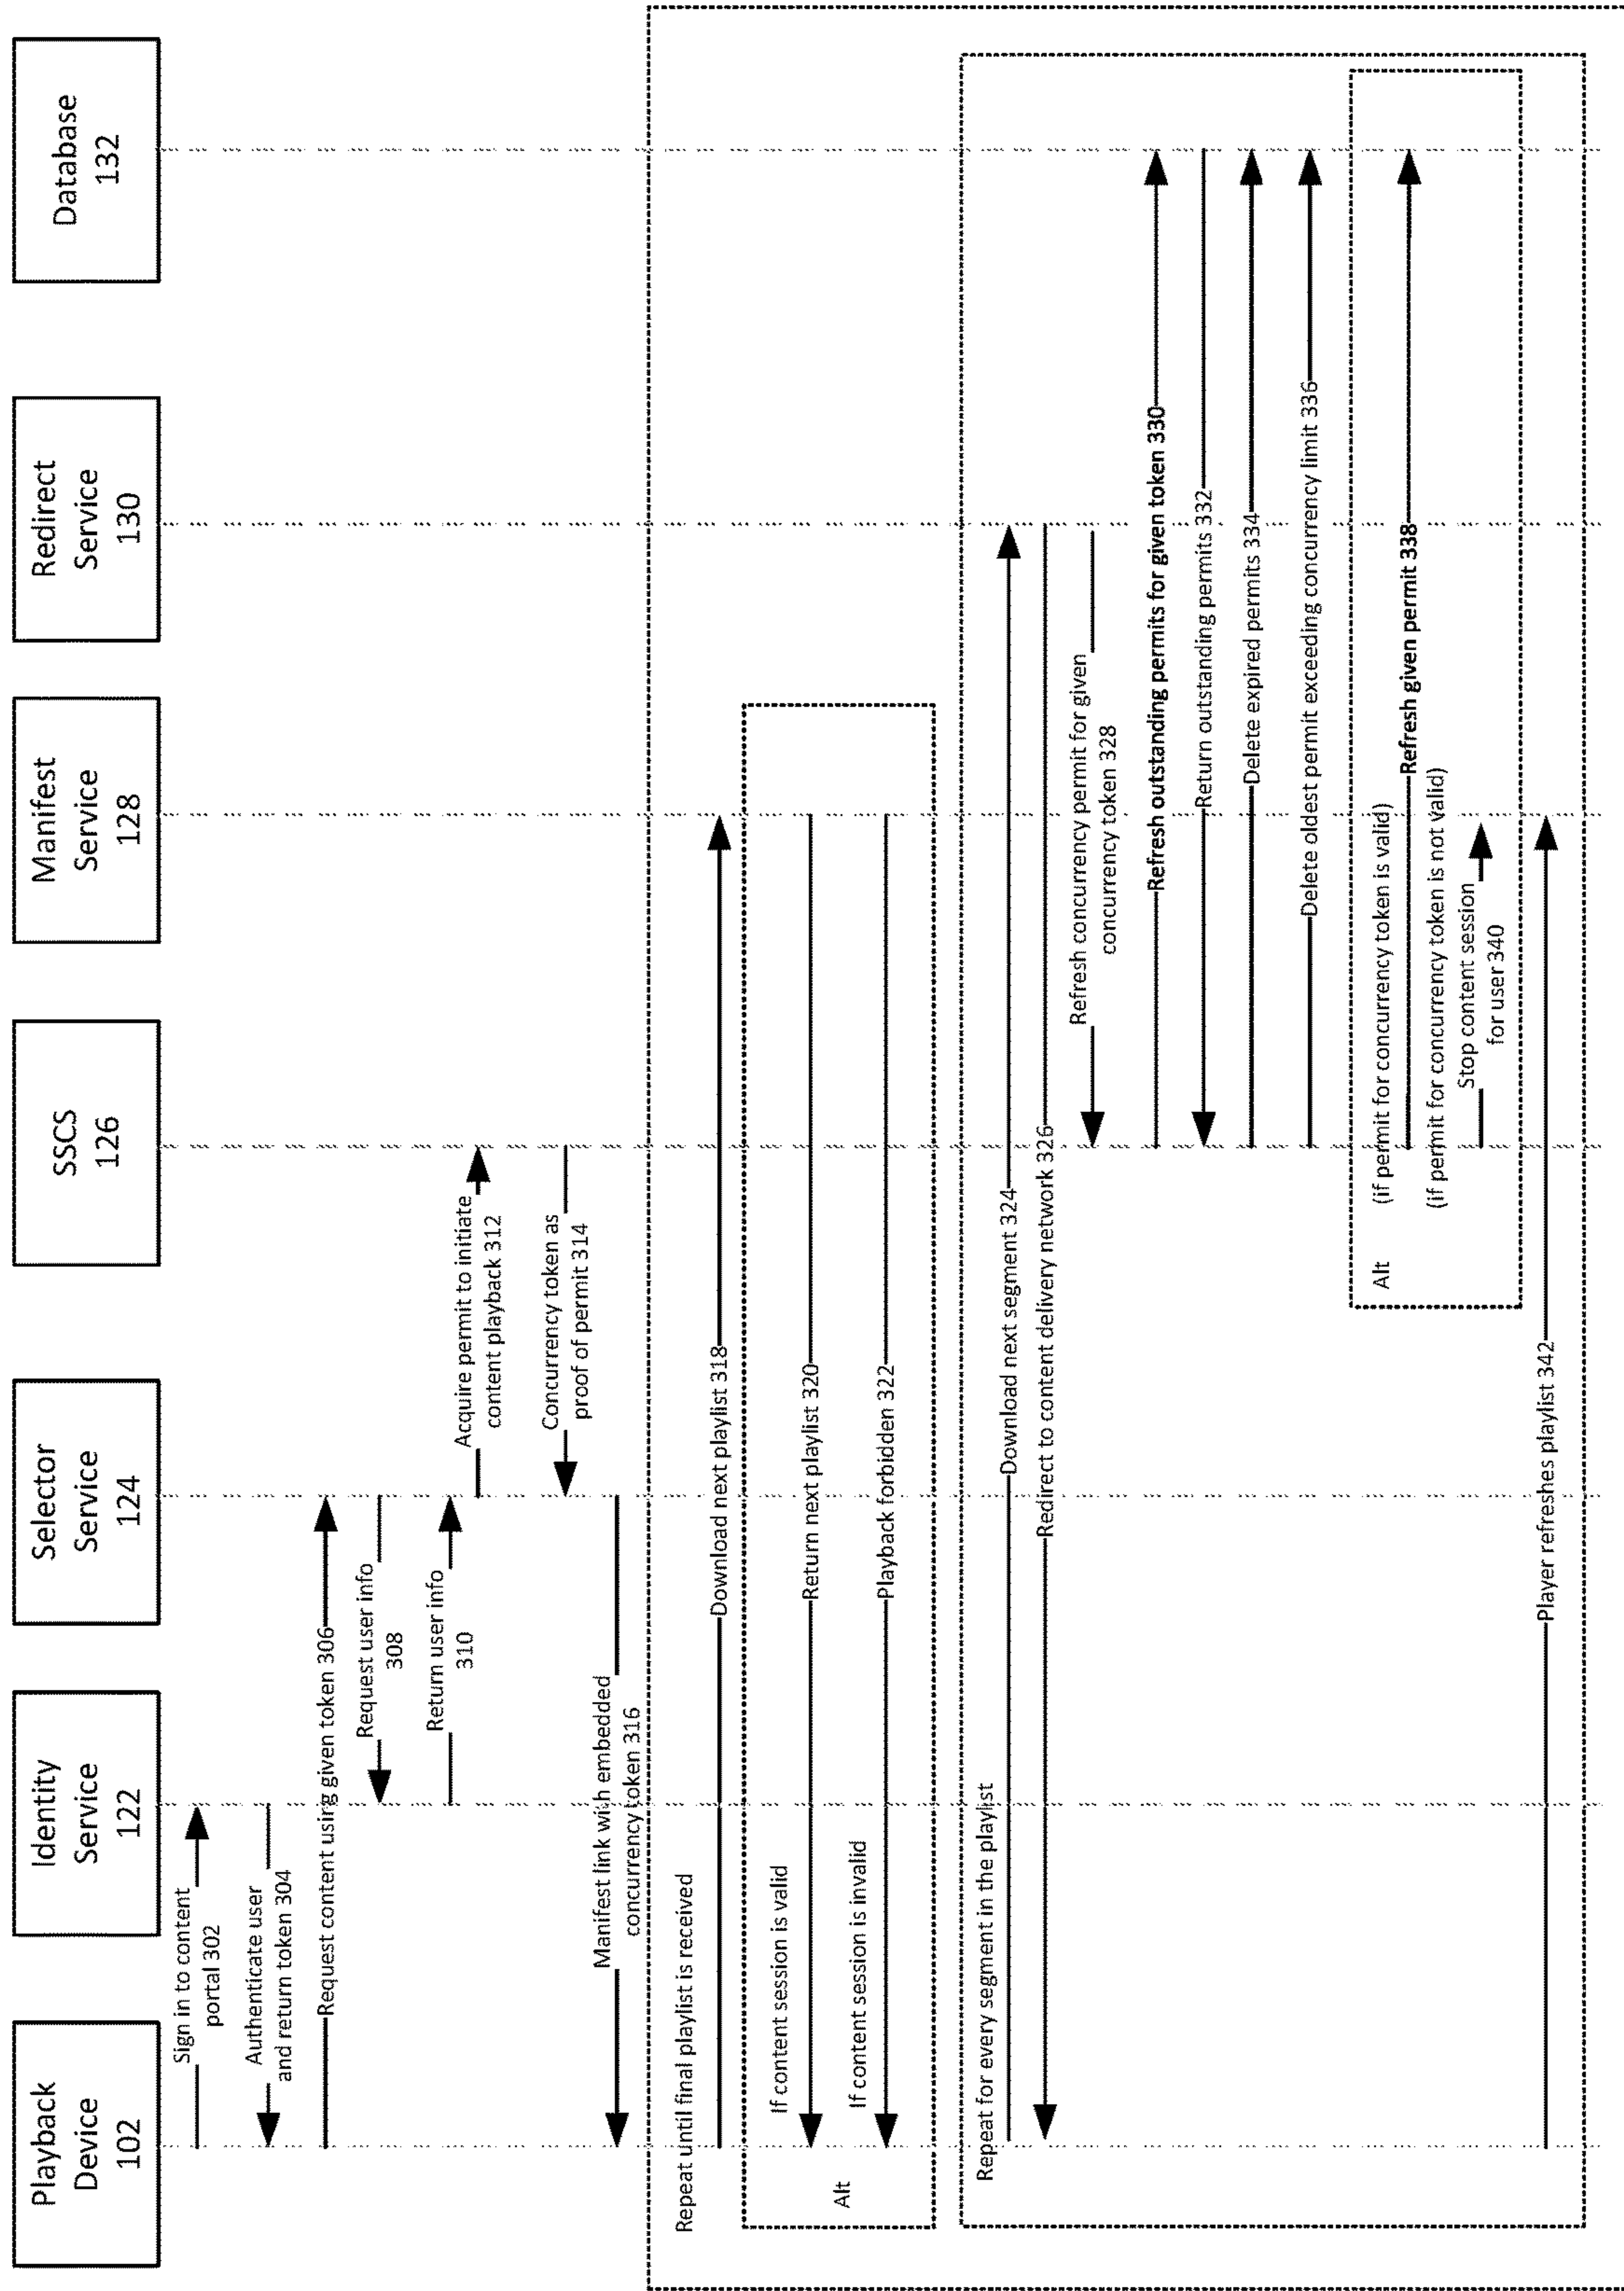 Playback
Device
102
Identity
Service
122
Selector
Service
124
SSCS
126
Manifest
Service
128
Redirect
Service
130
Database
132
Sign in to content
portal 302
Authenticate user
and return token 304
Request content using given token 306
Request user info
308
Return user info
310
Acquire permit to initiate
content playback 312
Concurrency token as
proof of permit 314
Manifest link with embedded
concurrency token 316
Repeat until final playlist is received
Download next playlist 318
If content session is valid
Return next playlist 320
Alt
If content session is invalid
Playback forbidden 322
Repeat for every segment in the playlist
Download next segment 324
Redirect to content delivery network 326
Refresh concurrency permit for given
concurrency token 328
Refresh outstanding permits for given token 330
Return outstanding permits 332
Delete expired permits 334
Delete oldest permit exceeding concurrency limit 336
Alt
(if permit for concurrency token is valid)
Refresh given permit 338
(if permit for concurrency token is not valid)
Stop content session
for user 340
Player refreshes playlist 342